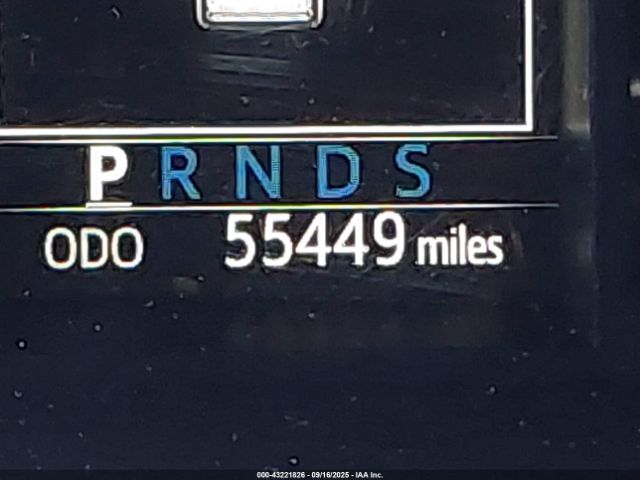 P R N D S
ODO 55449 miles
000-43221826 - 09/16/2025 - IAA Inc.